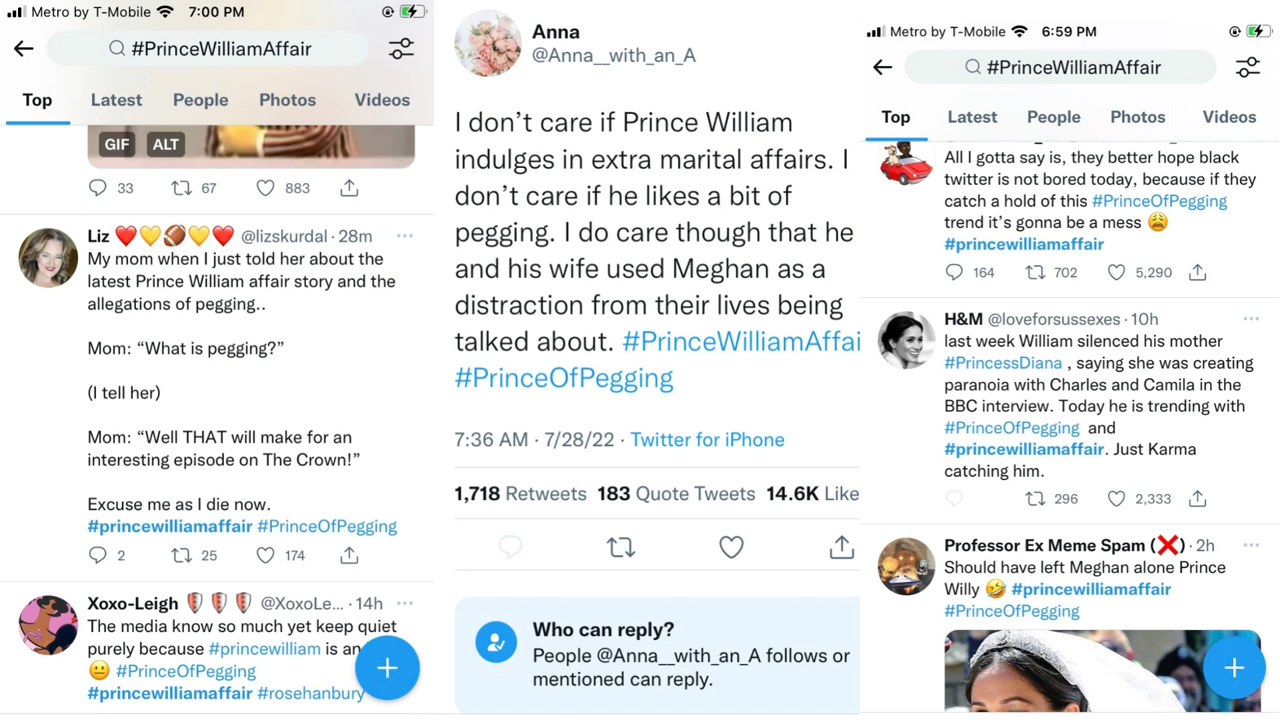 Metro by T-Mobile 7:00 PM
#PrinceWilliamAffair
Top Latest People Photos Videos
GIF ALT
33 67 883
Liz ❤️💛🏈💛❤️ @lizskurdal · 28m
My mom when I just told her about the
latest Prince William affair story and the
allegations of pegging..
Mom: “What is pegging?”
(I tell her)
Mom: “Well THAT will make for an
interesting episode on The Crown!”
Excuse me as I die now.
#princewilliamaffair #PrinceOfPegging
2 25 174
Xoxo-Leigh @XoxoLe... · 14h
The media know so much yet keep quiet
purely because #princewilliam is an
😐 #PrinceOfPegging
#princewilliamaffair #rosehanbury
Anna
@Anna__with_an_A
I don’t care if Prince William
indulges in extra marital affairs. I
don’t care if he likes a bit of
pegging. I do care though that he
and his wife used Meghan as a
distraction from their lives being
talked about. #PrinceWilliamAffai
#PrinceOfPegging
7:36 AM · 7/28/22 · Twitter for iPhone
1,718 Retweets 183 Quote Tweets 14.6K Like
Who can reply?
People @Anna__with_an_A follows or
mentioned can reply.
Metro by T-Mobile 6:59 PM
#PrinceWilliamAffair
Top Latest People Photos Videos
All I gotta say is, they better hope black
twitter is not bored today, because if they
catch a hold of this #PrinceOfPegging
trend it’s gonna be a mess 😩
#princewilliamaffair
164 702 5,290
H&M @loveforsussexes · 10h
last week William silenced his mother
#PrincessDiana , saying she was creating
paranoia with Charles and Camila in the
BBC interview. Today he is trending with
#PrinceOfPegging and
#princewilliamaffair. Just Karma
catching him.
296 2,333
Professor Ex Meme Spam (❌) · 2h
Should have left Meghan alone Prince
Willy 🤣 #princewilliamaffair
#PrinceOfPegging